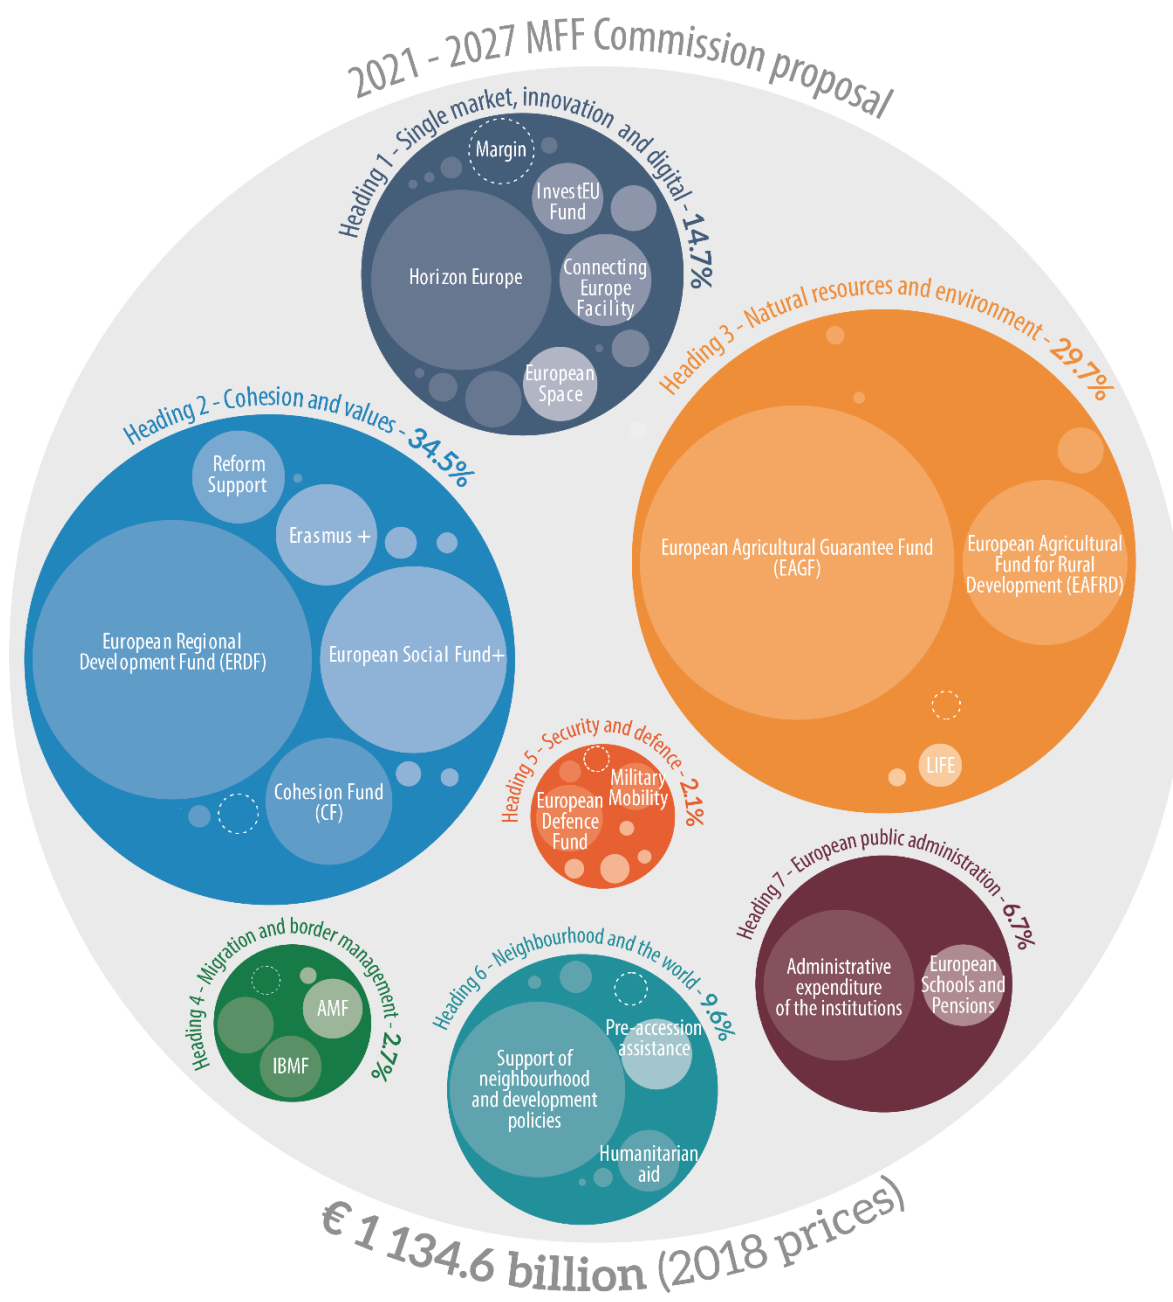 2021 - 2027 MFF Commission proposal
Heading 1 - Single market, innovation and digital - 14.7%
Margin
InvestEU
Fund
Horizon Europe
Connecting
Europe
Facility
European
Space
Heading 3 - Natural resources and environment - 29.7%
European Agricultural Guarantee Fund
(EAGF)
European Agricultural
Fund for Rural
Development (EAFRD)
LIFE
Heading 2 - Cohesion and values - 34.5%
Reform
Support
Erasmus +
European Regional
Development Fund (ERDF)
European Social Fund+
Cohesion Fund
(CF)
Heading 5 - Security and defence - 2.1%
Military
Mobility
European
Defence
Fund
Heading 7 - European public administration - 6.7%
Administrative
expenditure
of the institutions
European
Schools and
Pensions
Heading 4 - Migration and border management - 2.7%
AMF
IBMF
Heading 6 - Neighbourhood and the world - 9.6%
Pre-accession
assistance
Support of
neighbourhood
and development
policies
Humanitarian
aid
€ 1 134.6 billion (2018 prices)